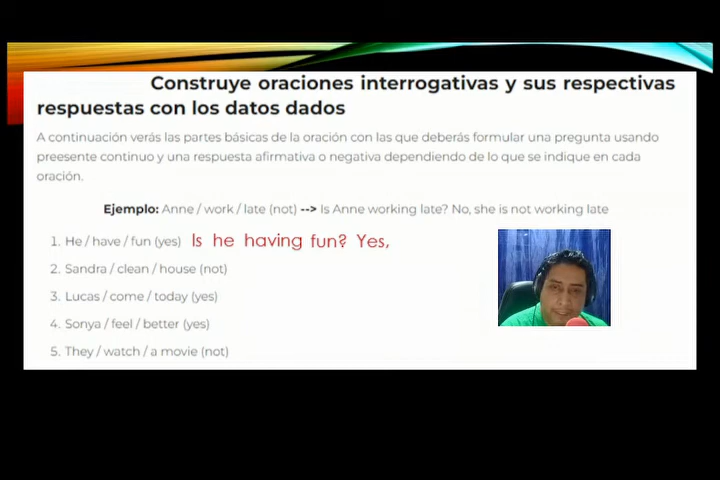 Construye oraciones interrogativas y sus respectivas
respuestas con los datos dados
A continuación verás las partes básicas de la oración con las que deberás formular una pregunta usando
preesente continuo y una respuesta afirmativa o negativa dependiendo de lo que se indique en cada
oración.
Ejemplo: Anne / work / late (not) --> Is Anne working late? No, she is not working late
1. He / have / fun (yes) Is he having fun? Yes,
2. Sandra / clean / house (not)
3. Lucas / come / today (yes)
4. Sonya / feel / better (yes)
5. They / watch / a movie (not)